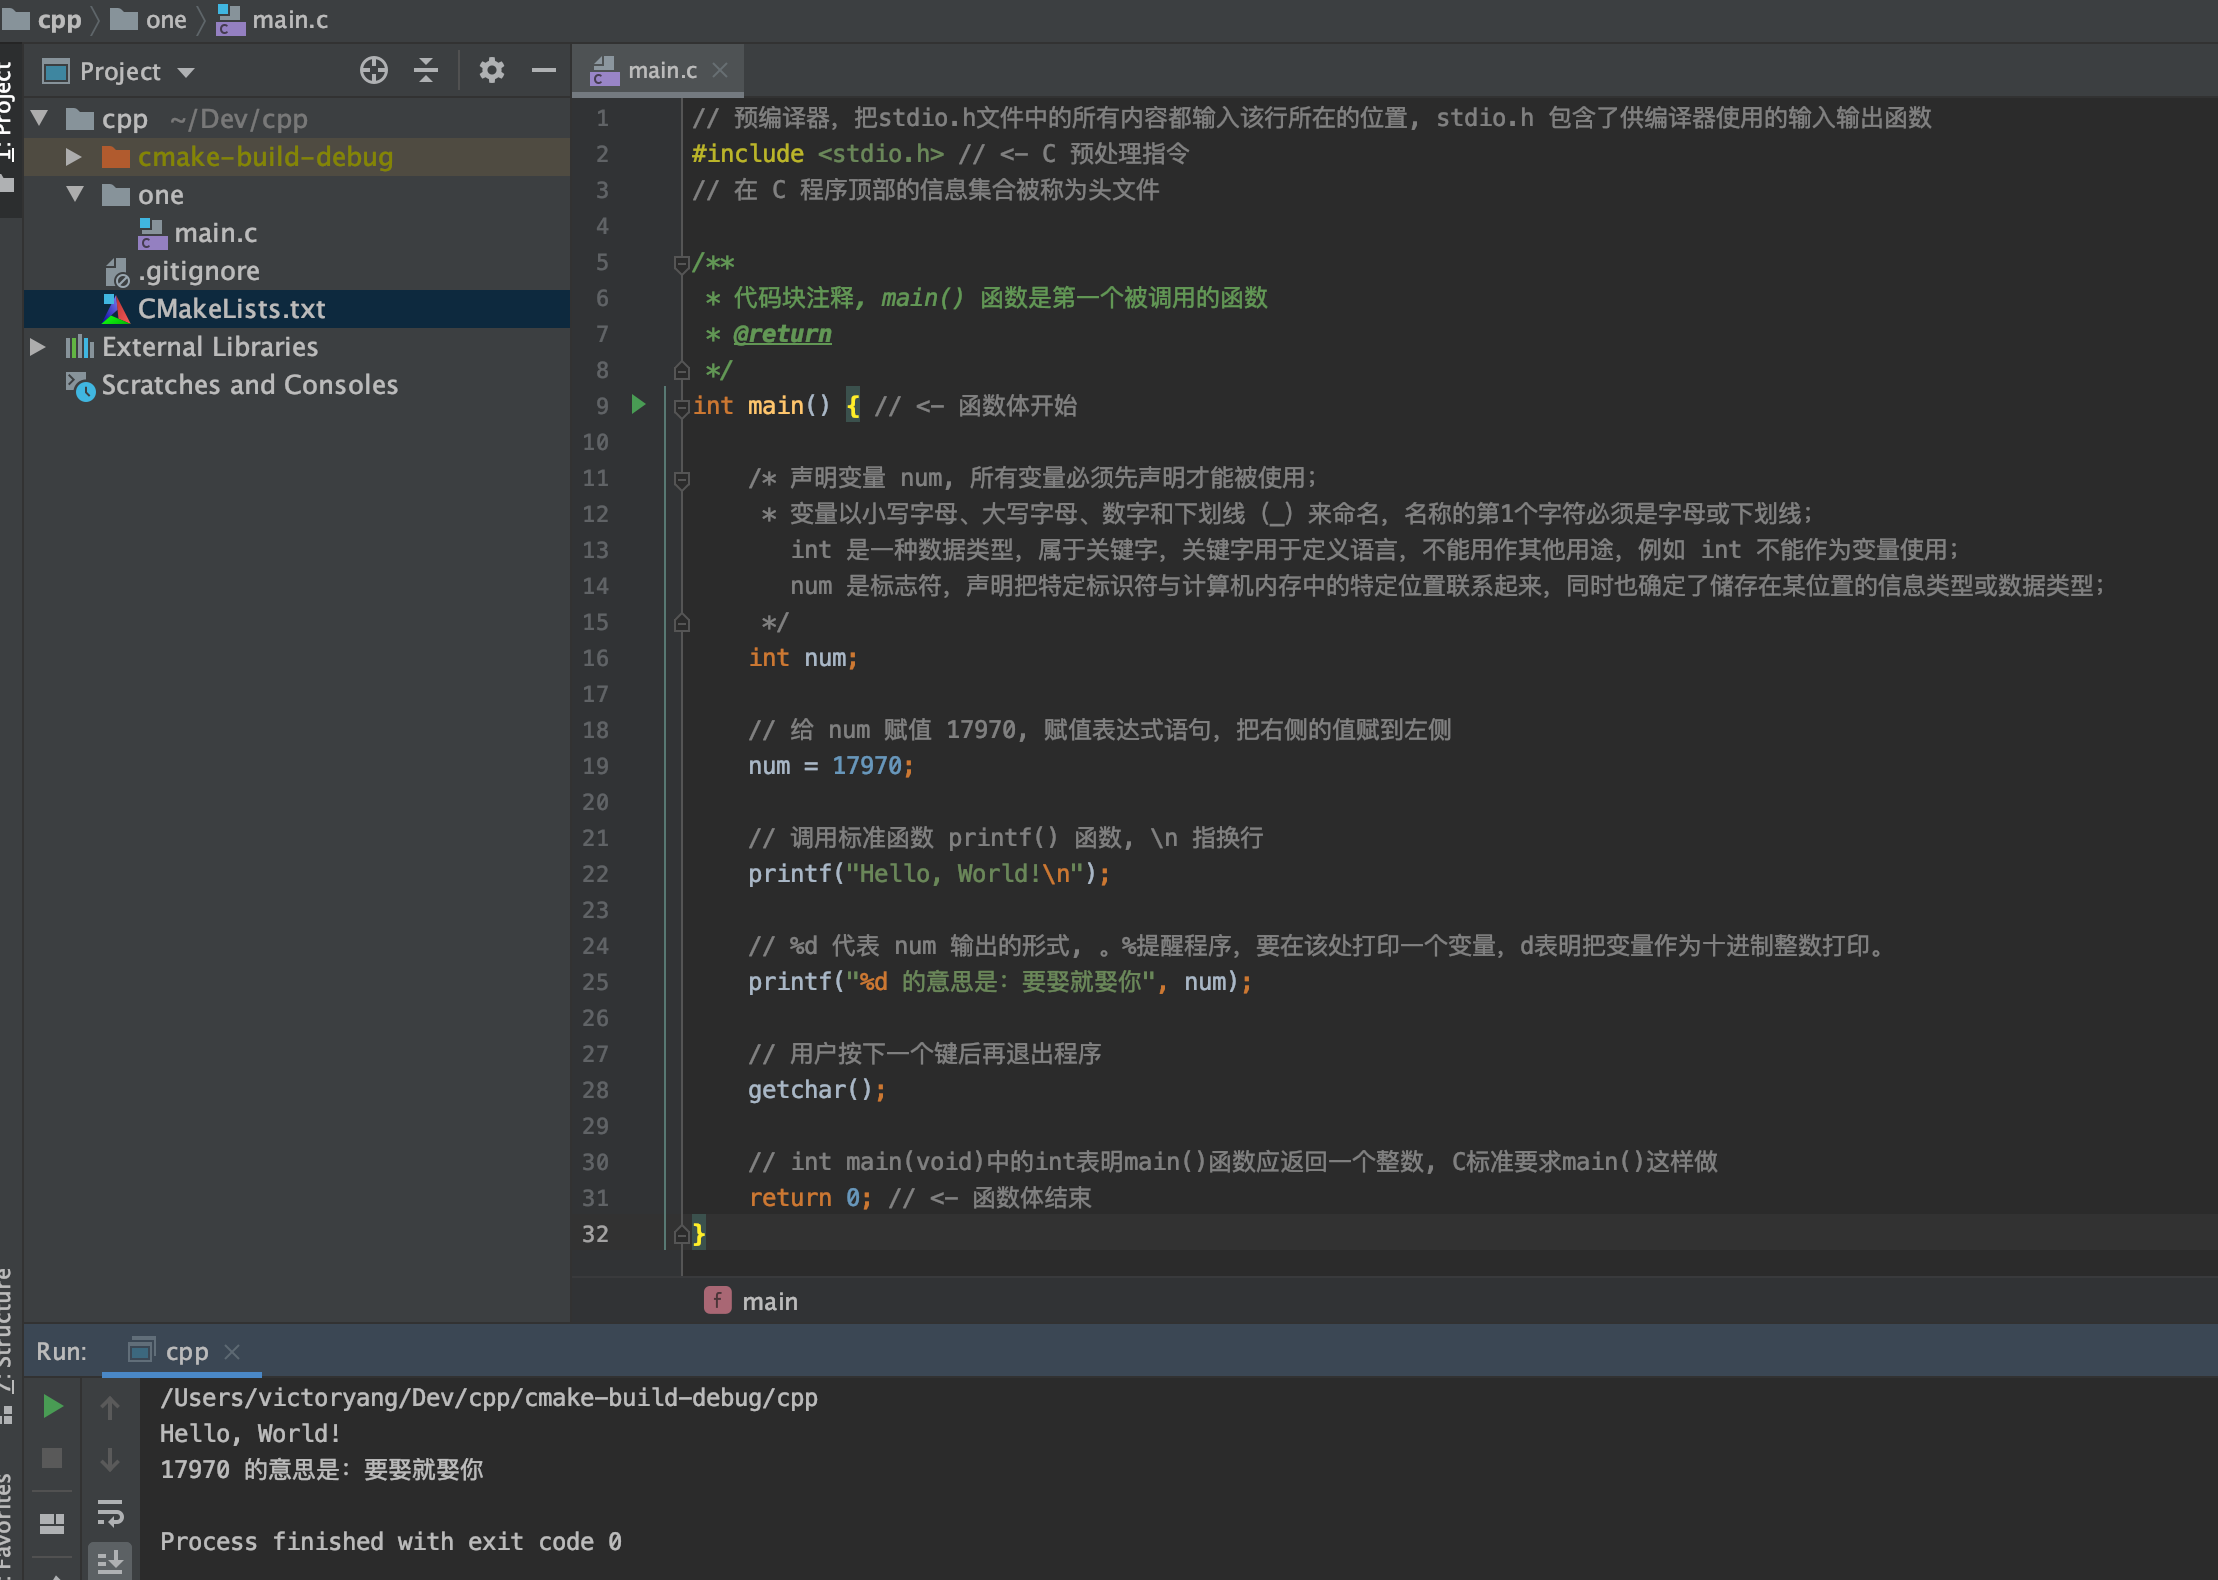 cpp one main.c
1: Project
Project
main.c
cpp ~/Dev/cpp
cmake-build-debug
one
main.c
.gitignore
CMakeLists.txt
External Libraries
Scratches and Consoles
1 // 预编译器，把stdio.h文件中的所有内容都输入该行所在的位置, stdio.h 包含了供编译器使用的输入输出函数
2 #include <stdio.h> // <- C 预处理指令
3 // 在 C 程序顶部的信息集合被称为头文件
4
5 /**
6 * 代码块注释, main() 函数是第一个被调用的函数
7 * @return
8 */
9 int main() { // <- 函数体开始
10
11 /* 声明变量 num, 所有变量必须先声明才能被使用;
12 * 变量以小写字母、大写字母、数字和下划线（_）来命名，名称的第1个字符必须是字母或下划线;
13 int 是一种数据类型，属于关键字，关键字用于定义语言，不能用作其他用途，例如 int 不能作为变量使用;
14 num 是标志符，声明把特定标识符与计算机内存中的特定位置联系起来，同时也确定了储存在某位置的信息类型或数据类型;
15 */
16 int num;
17
18 // 给 num 赋值 17970, 赋值表达式语句，把右侧的值赋到左侧
19 num = 17970;
20
21 // 调用标准函数 printf() 函数, \n 指换行
22 printf("Hello, World!\n");
23
24 // %d 代表 num 输出的形式, 。%提醒程序，要在该处打印一个变量，d表明把变量作为十进制整数打印。
25 printf("%d 的意思是：要娶就娶你", num);
26
27 // 用户按下一个键后再退出程序
28 getchar();
29
30 // int main(void)中的int表明main()函数应返回一个整数, C标准要求main()这样做
31 return 0; // <- 函数体结束
32 }
f main
7: Structure
Run: cpp
/Users/victoryang/Dev/cpp/cmake-build-debug/cpp
Hello, World!
17970 的意思是：要娶就娶你
Process finished with exit code 0
Favorites